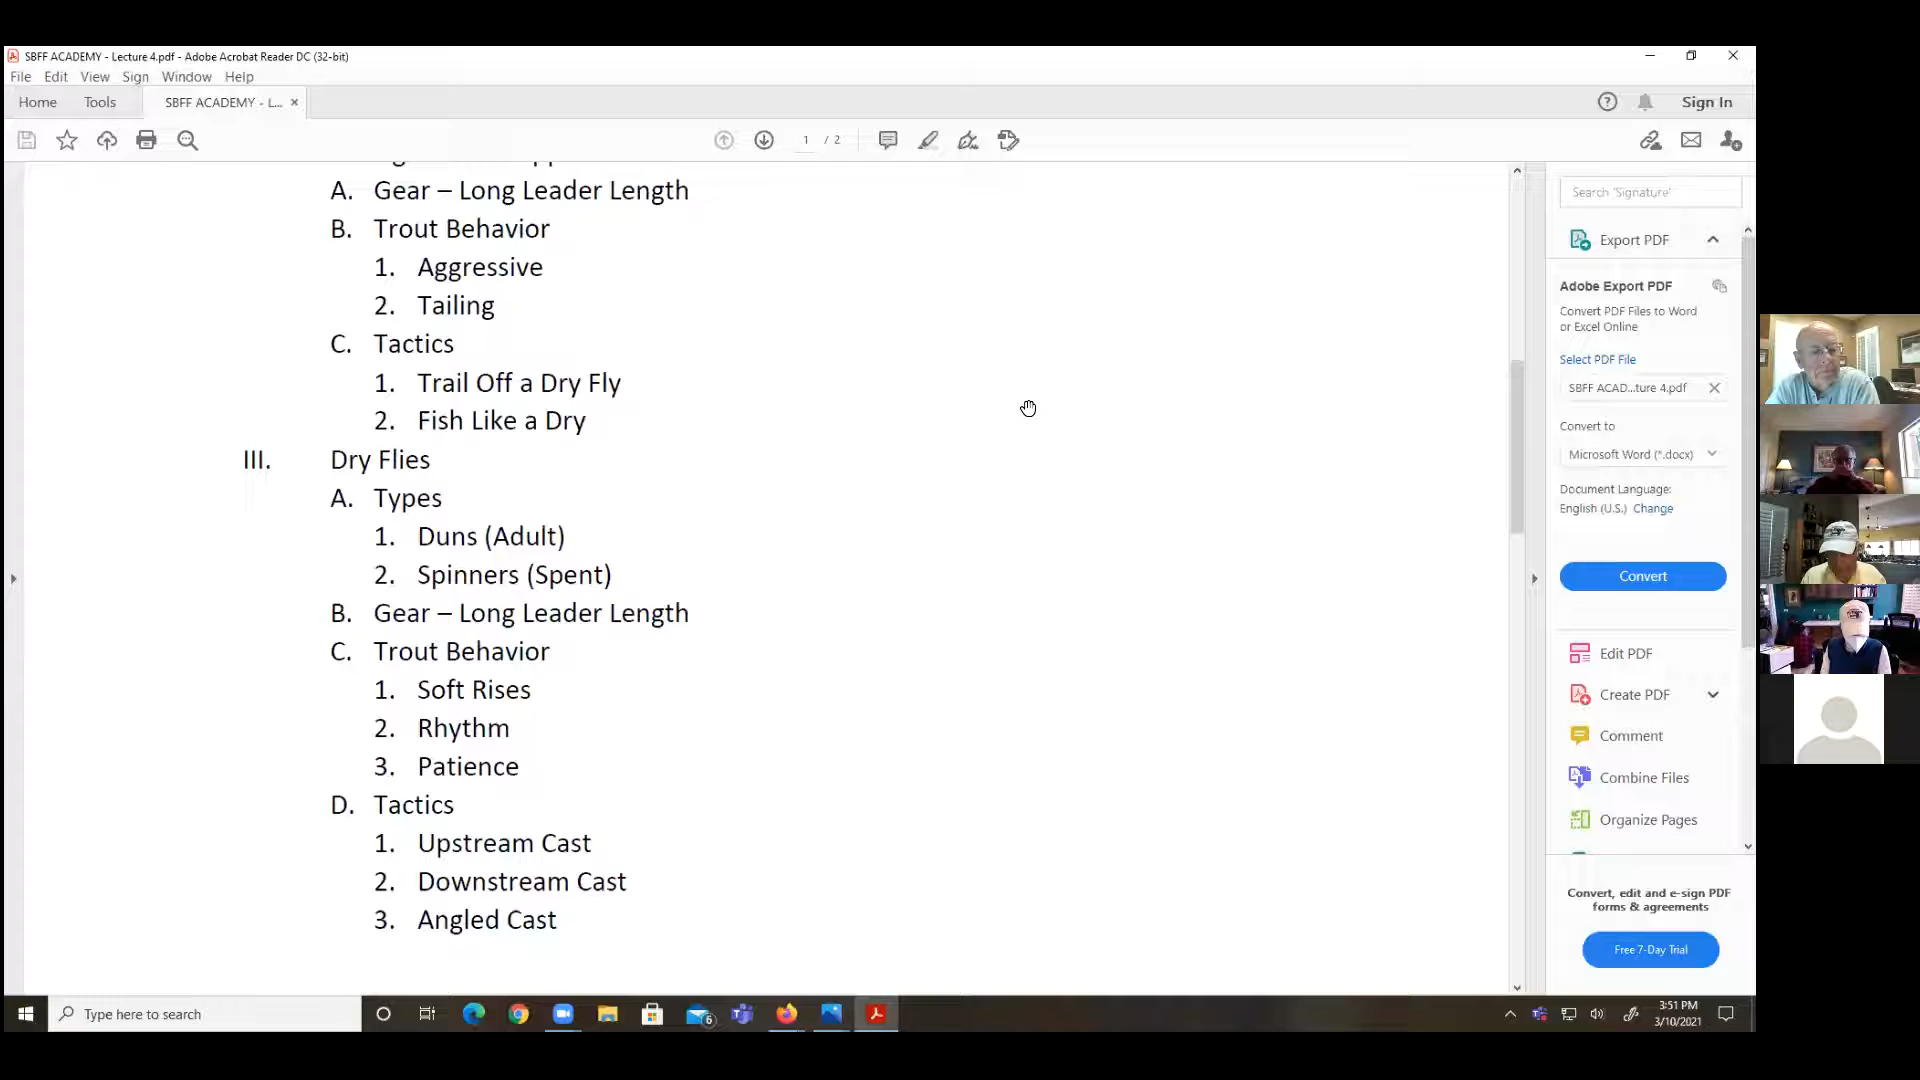 SBFF ACADEMY - Lecture 4.pdf - Adobe Acrobat Reader DC (32-bit)
File Edit View Sign Window Help
Home Tools SBFF ACADEMY - L... × Sign In
1 / 2
A. Gear – Long Leader Length
B. Trout Behavior
1. Aggressive
2. Tailing
C. Tactics
1. Trail Off a Dry Fly
2. Fish Like a Dry
III. Dry Flies
A. Types
1. Duns (Adult)
2. Spinners (Spent)
B. Gear – Long Leader Length
C. Trout Behavior
1. Soft Rises
2. Rhythm
3. Patience
D. Tactics
1. Upstream Cast
2. Downstream Cast
3. Angled Cast
Search 'Signature'
Export PDF
Adobe Export PDF
Convert PDF Files to Word
or Excel Online
Select PDF File
SBFF ACAD...ture 4.pdf
Convert to
Microsoft Word (*.docx)
Document Language:
English (U.S.) Change
Convert
Edit PDF
Create PDF
Comment
Combine Files
Organize Pages
Convert, edit and e-sign PDF
forms & agreements
Free 7-Day Trial
Type here to search
6
3:51 PM
3/10/2021